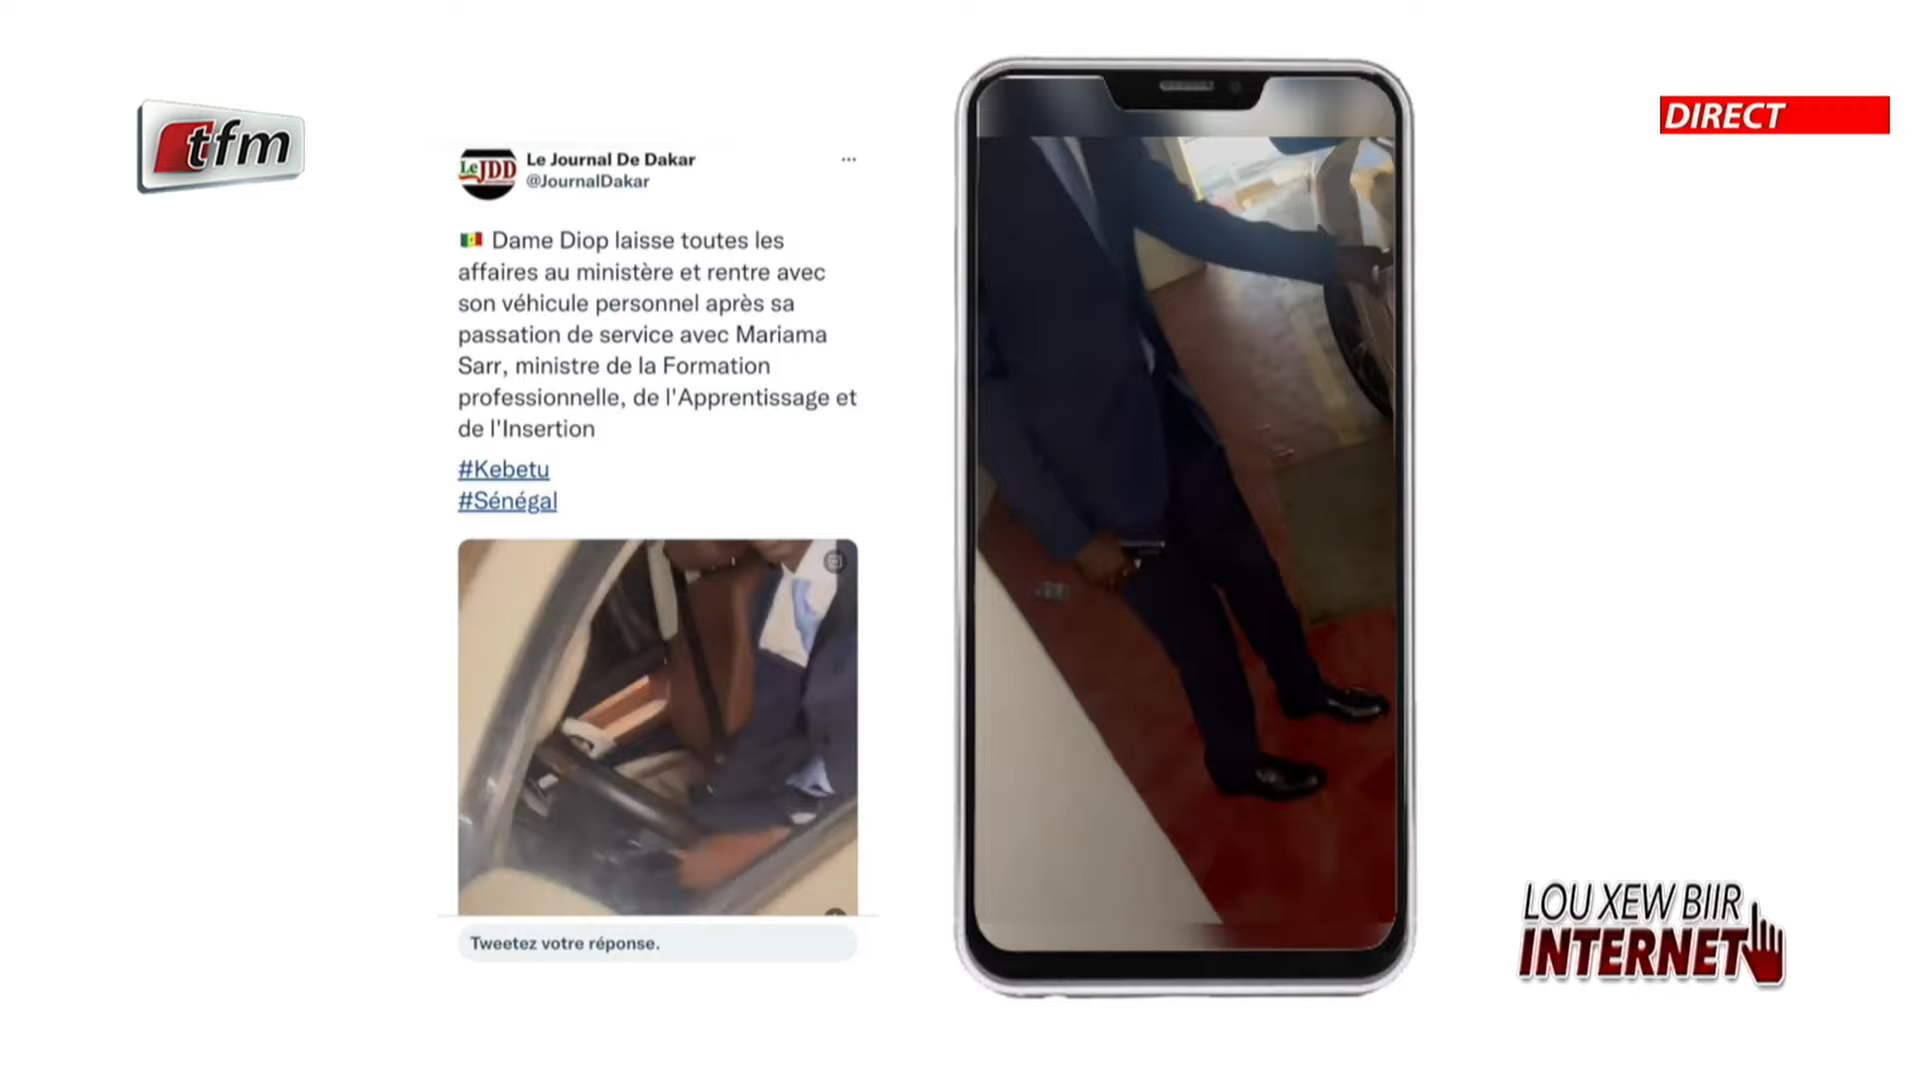 tfm
DIRECT
LeJDD
Le Journal De Dakar
@JournalDakar
Dame Diop laisse toutes les
affaires au ministère et rentre avec
son véhicule personnel après sa
passation de service avec Mariama
Sarr, ministre de la Formation
professionnelle, de l'Apprentissage et
de l'Insertion
#Kebetu
#Sénégal
Tweetez votre réponse.
LOU XEW BIIR
INTERNET